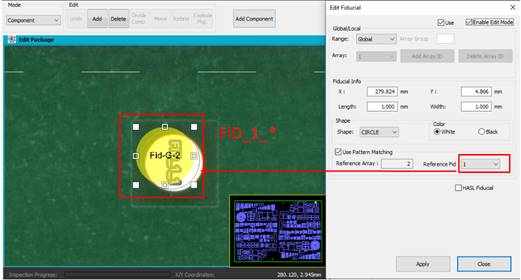 Mode
Component
Edit
Undo
Add
Delete
Divide Comp.
Move
Rotate
Explode Pkg.
Add Component
Edit Package
Fid-G-2
FID_1_*
Inspection Progress:
X/Y Coordinates:
280.120, 2.945mm
Edit Fiducial
Use
Enable Edit Mode
Global/Local
Range: Global
Array Group
Array: 1
Add Array ID
Delete Array ID
Fiducial Info
X : 279.824 mm
Y : 4.866 mm
Length: 1.000 mm
Width: 1.000 mm
Shape
Shape: CIRCLE
Color
White
Black
Use Pattern Matching
Reference Array : 2
Reference Fid 1
HASL Fiducial
Apply
Close